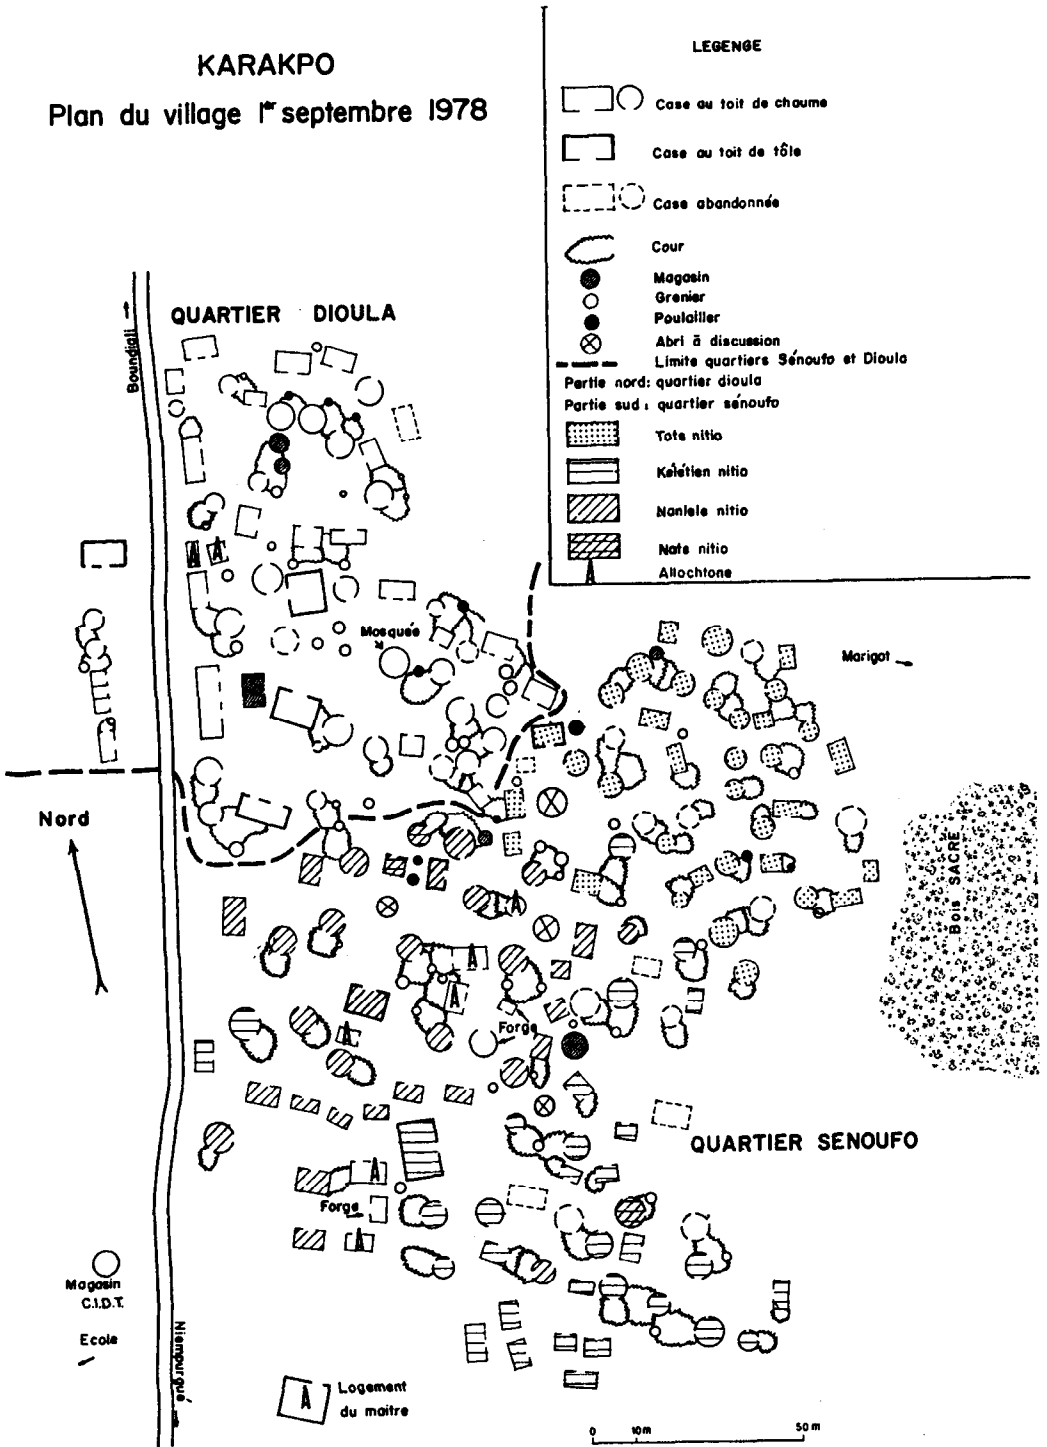 KARAKPO
Plan du village 1er septembre 1978
LEGENGE
Case au toit de chaume
Case au toit de tôle
Case abandonnée
Cour
Magasin
Grenier
Poulailler
Abri à discussion
Limite quartiers Sénoufo et Dioula
Partie nord: quartier dioula
Partie sud: quartier sénoufo
Tote nitio
Kelétien nitio
Nanlele nitio
Nats nitio
A Allochtone
Boundiali
QUARTIER DIOULA
A A
Mosquée
Marigot
Nord
BOIS SACRE
A
A
A
Forge
A
QUARTIER SENOUFO
A
Forge
A
Magasin
C.I.D.T.
Ecole
Niempurgué
A
Logement
du maitre
0 10m 50m